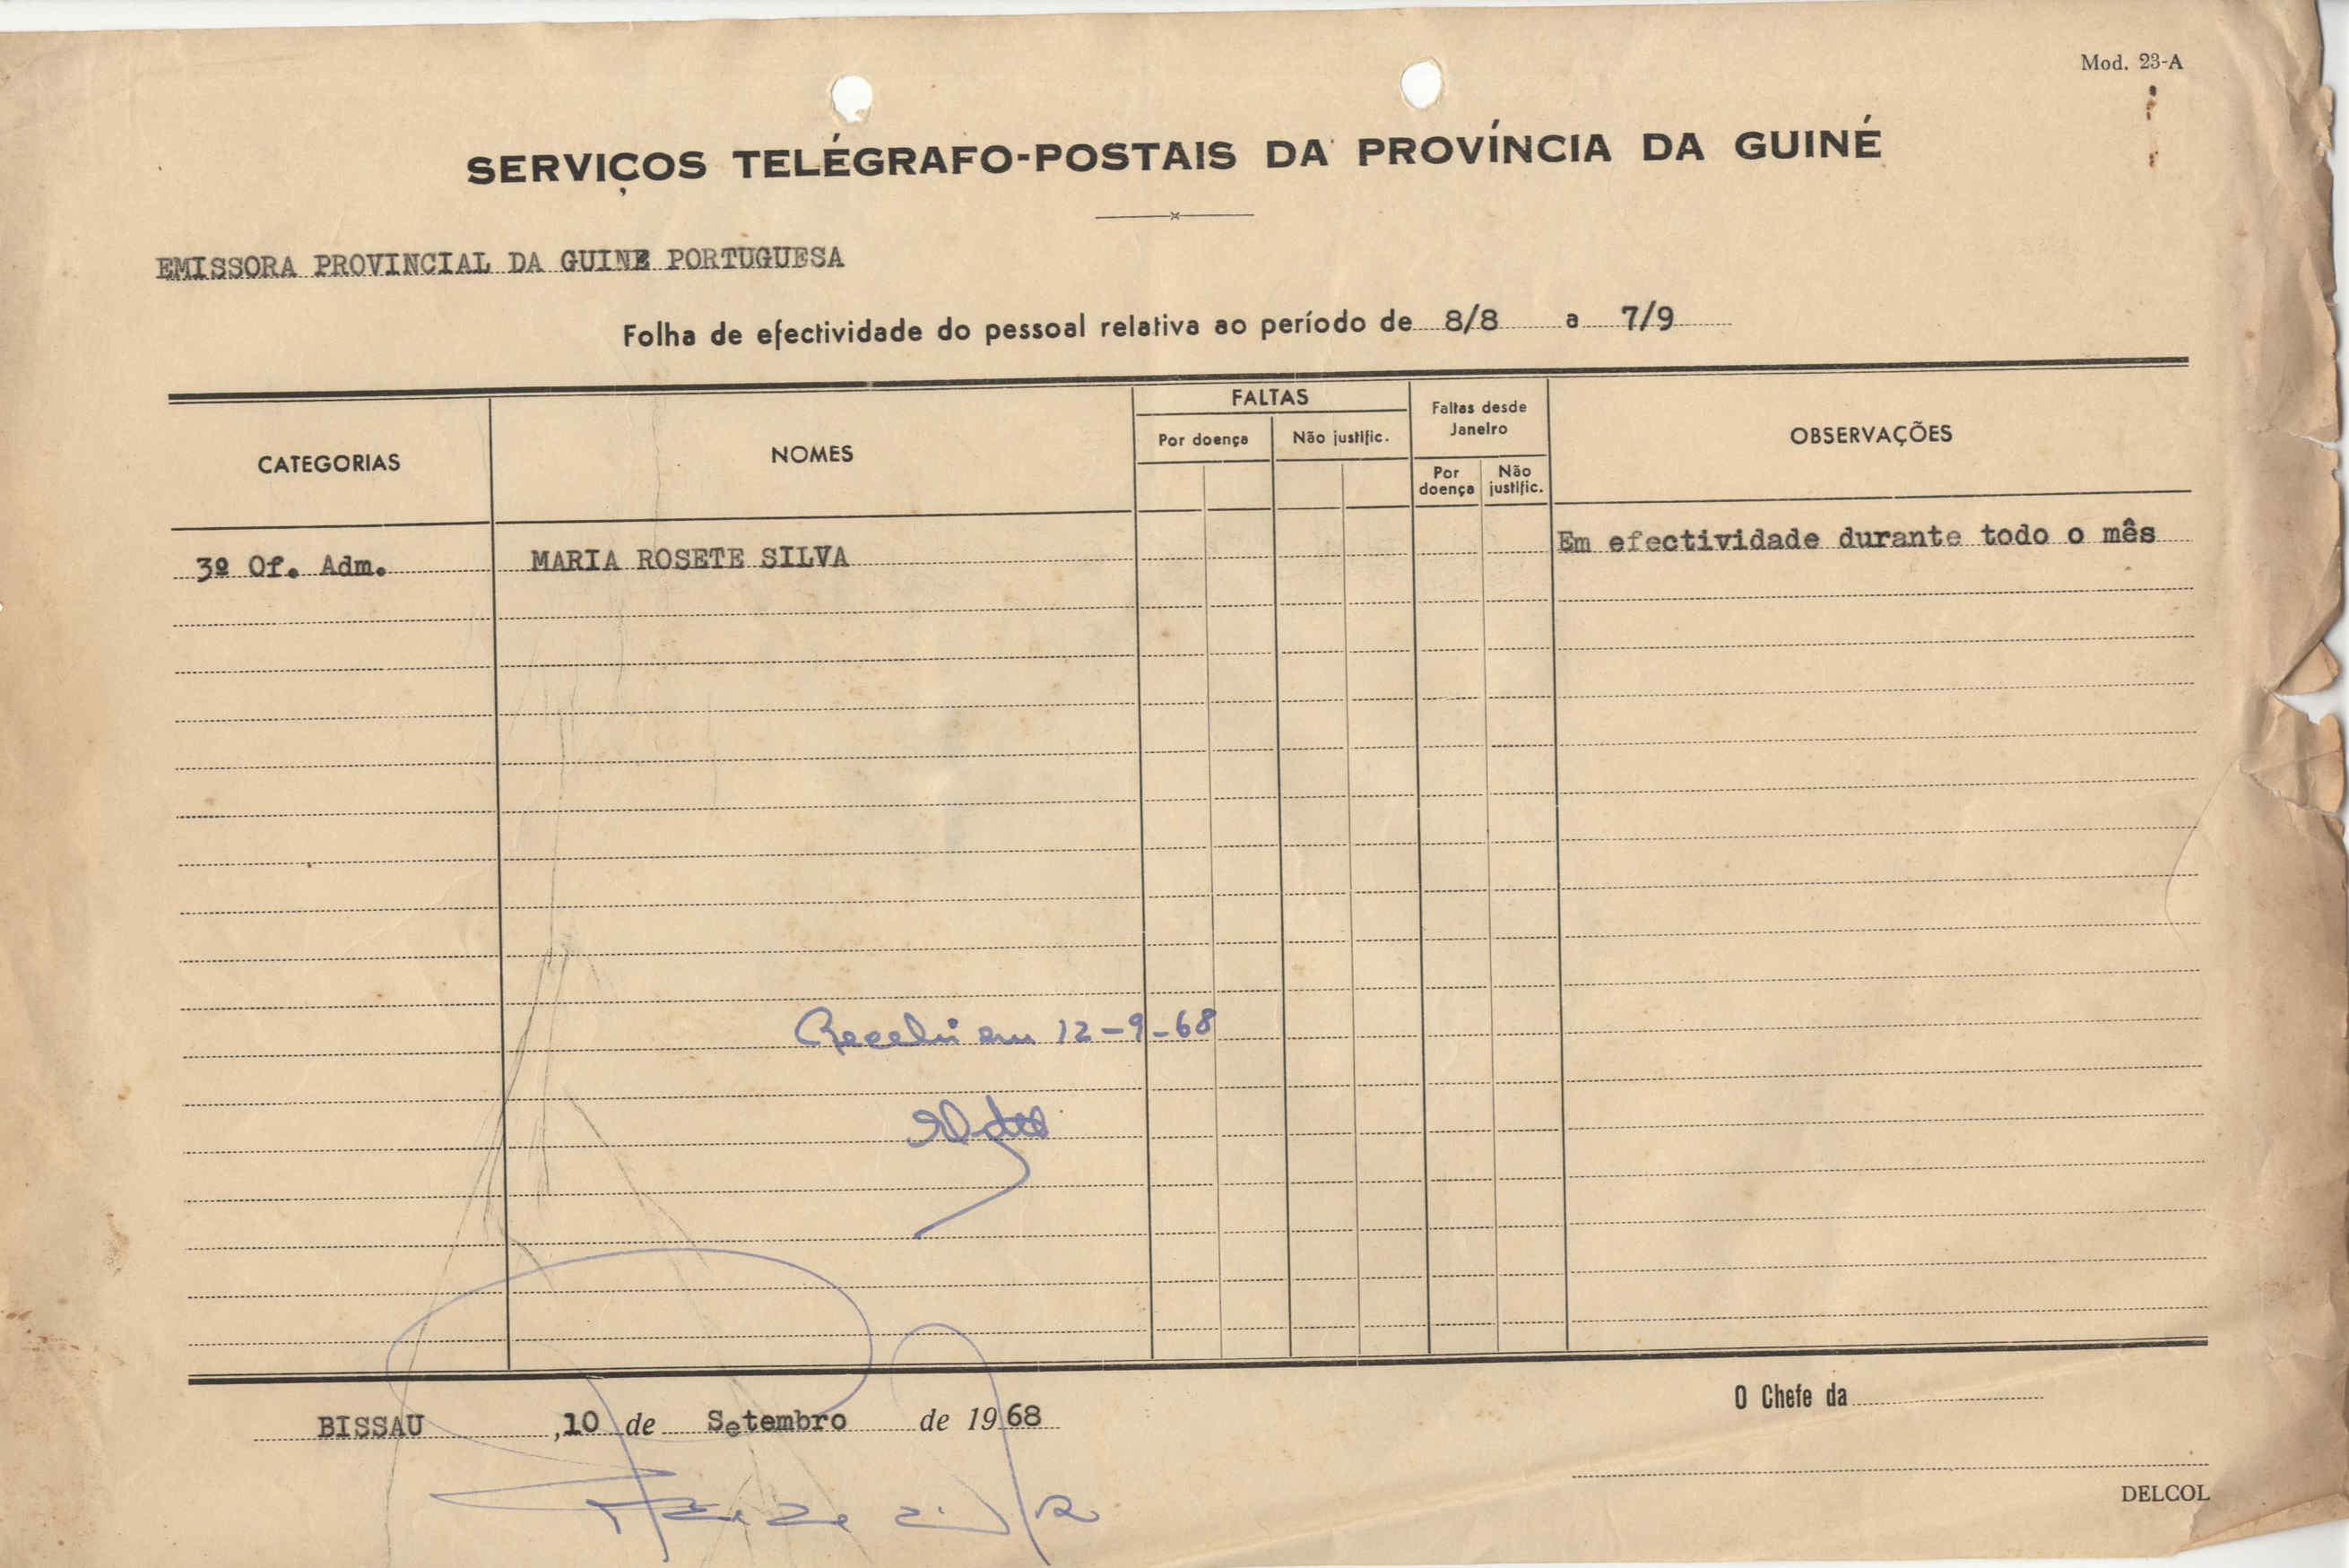 Mod. 23-A
SERVIÇOS TELÉGRAFO-POSTAIS DA PROVÍNCIA DA GUINÉ
EMISSORA PROVINCIAL DA GUINE PORTUGUESA
Folha de efectividade do pessoal relativa ao período de 8/8 a 7/9
CATEGORIAS NOMES FALTAS Faltas desde Janeiro OBSERVAÇÕES
Por doença Não justific.
Por doença Não justific.
3º Of. Adm. MARIA ROSETE SILVA Em efectividade durante todo o mês
Recebi em 12-9-68
O Chefe da
BISSAU ,10 de Setembro de 1968
DELCOL